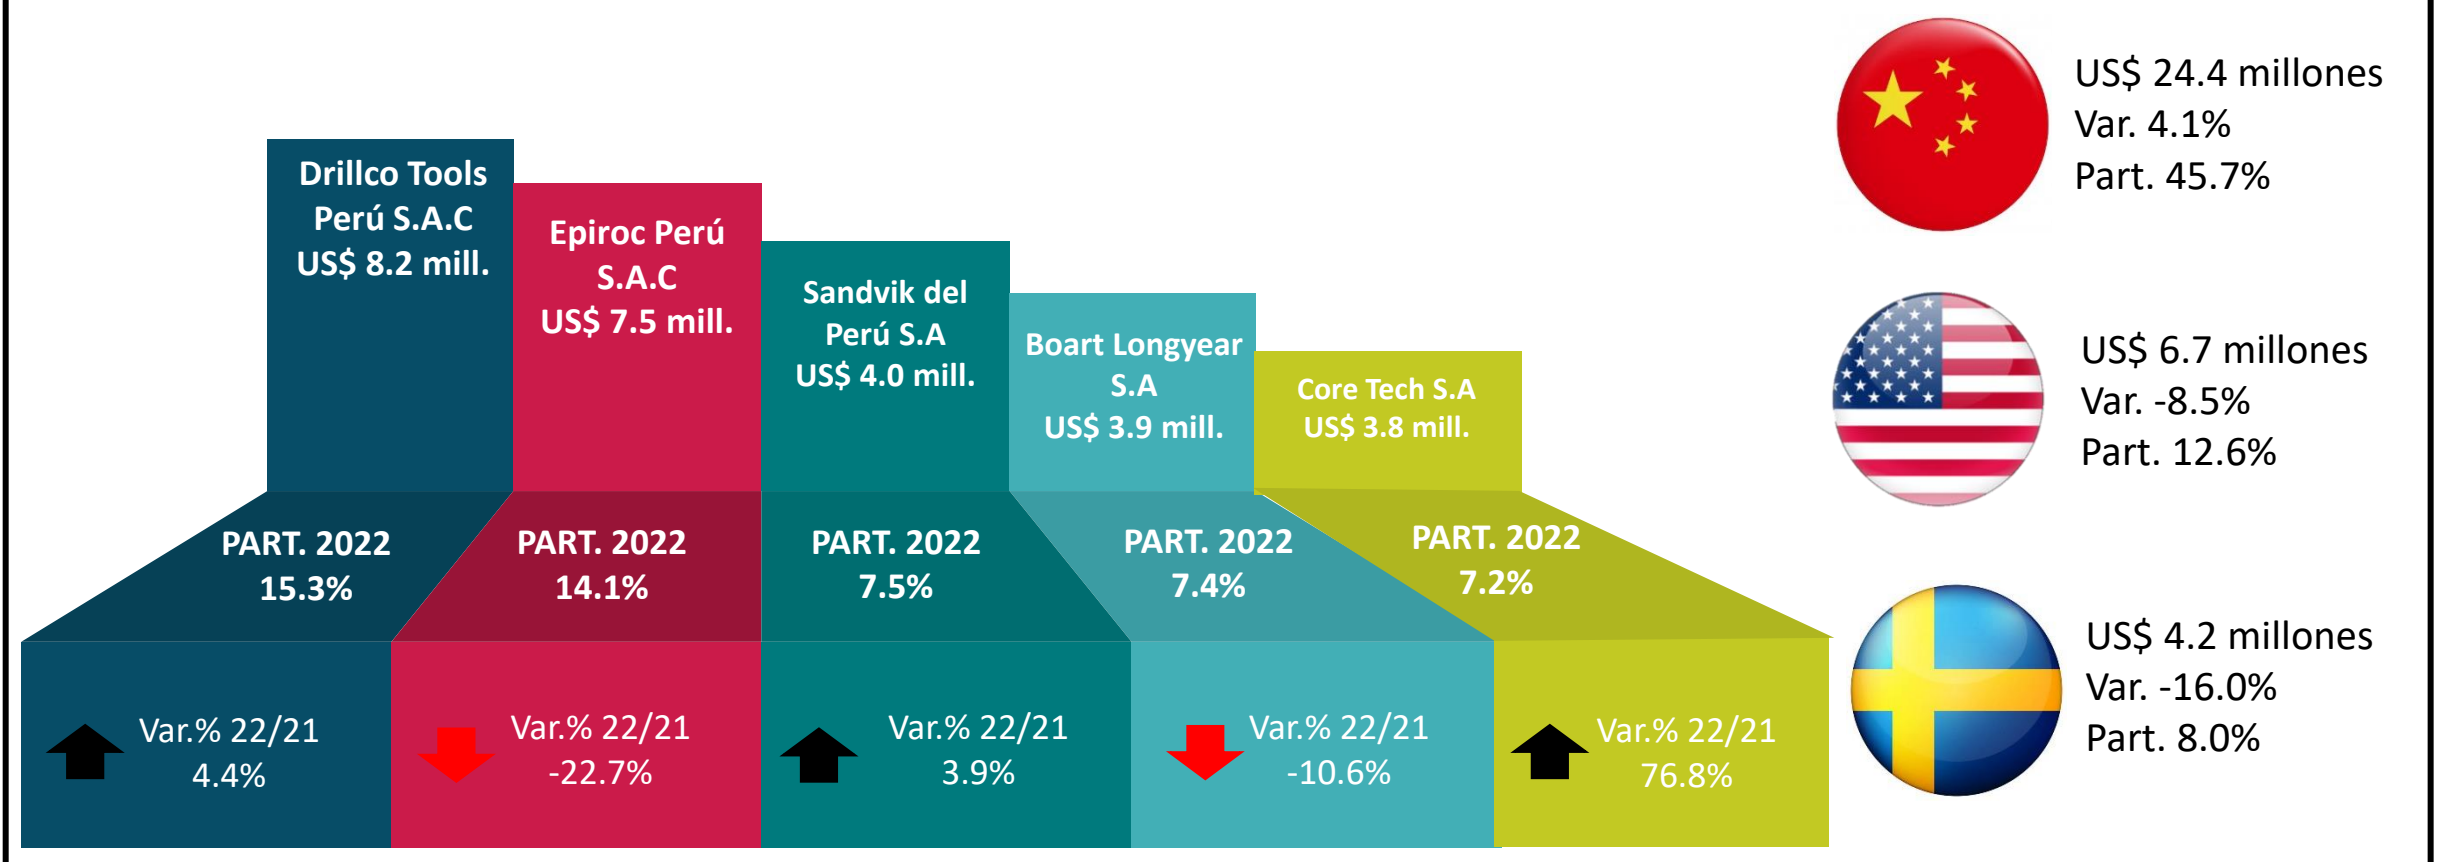 Drillco Tools
Perú S.A.C
US$ 8.2 mill.
PART. 2022
15.3%
Var.% 22/21
4.4%
Epiroc Perú
S.A.C
US$ 7.5 mill.
PART. 2022
14.1%
Var.% 22/21
-22.7%
Sandvik del
Perú S.A
US$ 4.0 mill.
PART. 2022
7.5%
Var.% 22/21
3.9%
Boart Longyear
S.A
US$ 3.9 mill.
PART. 2022
7.4%
Var.% 22/21
-10.6%
Core Tech S.A
US$ 3.8 mill.
PART. 2022
7.2%
Var.% 22/21
76.8%
US$ 24.4 millones
Var. 4.1%
Part. 45.7%
US$ 6.7 millones
Var. -8.5%
Part. 12.6%
US$ 4.2 millones
Var. -16.0%
Part. 8.0%